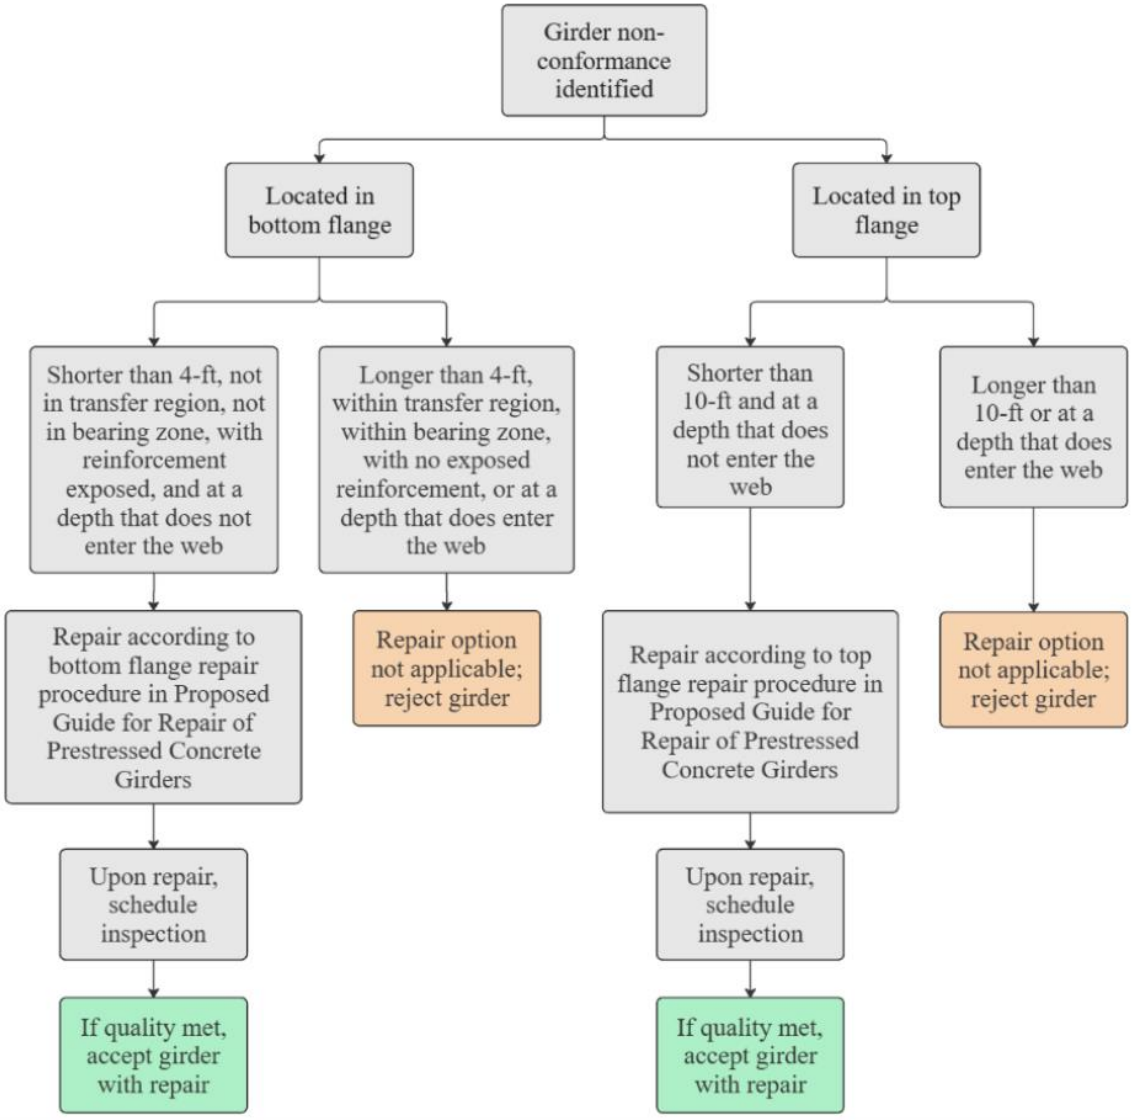 Girder non-
conformance
identified
Located in
bottom flange
Located in top
flange
Shorter than 4-ft, not
in transfer region, not
in bearing zone, with
reinforcement
exposed, and at a
depth that does not
enter the web
Longer than 4-ft,
within transfer region,
within bearing zone,
with no exposed
reinforcement, or at a
depth that does enter
the web
Shorter than
10-ft and at a
depth that does
not enter the
web
Longer than
10-ft or at a
depth that does
enter the web
Repair according to
bottom flange repair
procedure in Proposed
Guide for Repair of
Prestressed Concrete
Girders
Repair option
not applicable;
reject girder
Repair according to top
flange repair procedure in
Proposed Guide for
Repair of Prestressed
Concrete Girders
Repair option
not applicable;
reject girder
Upon repair,
schedule
inspection
Upon repair,
schedule
inspection
If quality met,
accept girder
with repair
If quality met,
accept girder
with repair